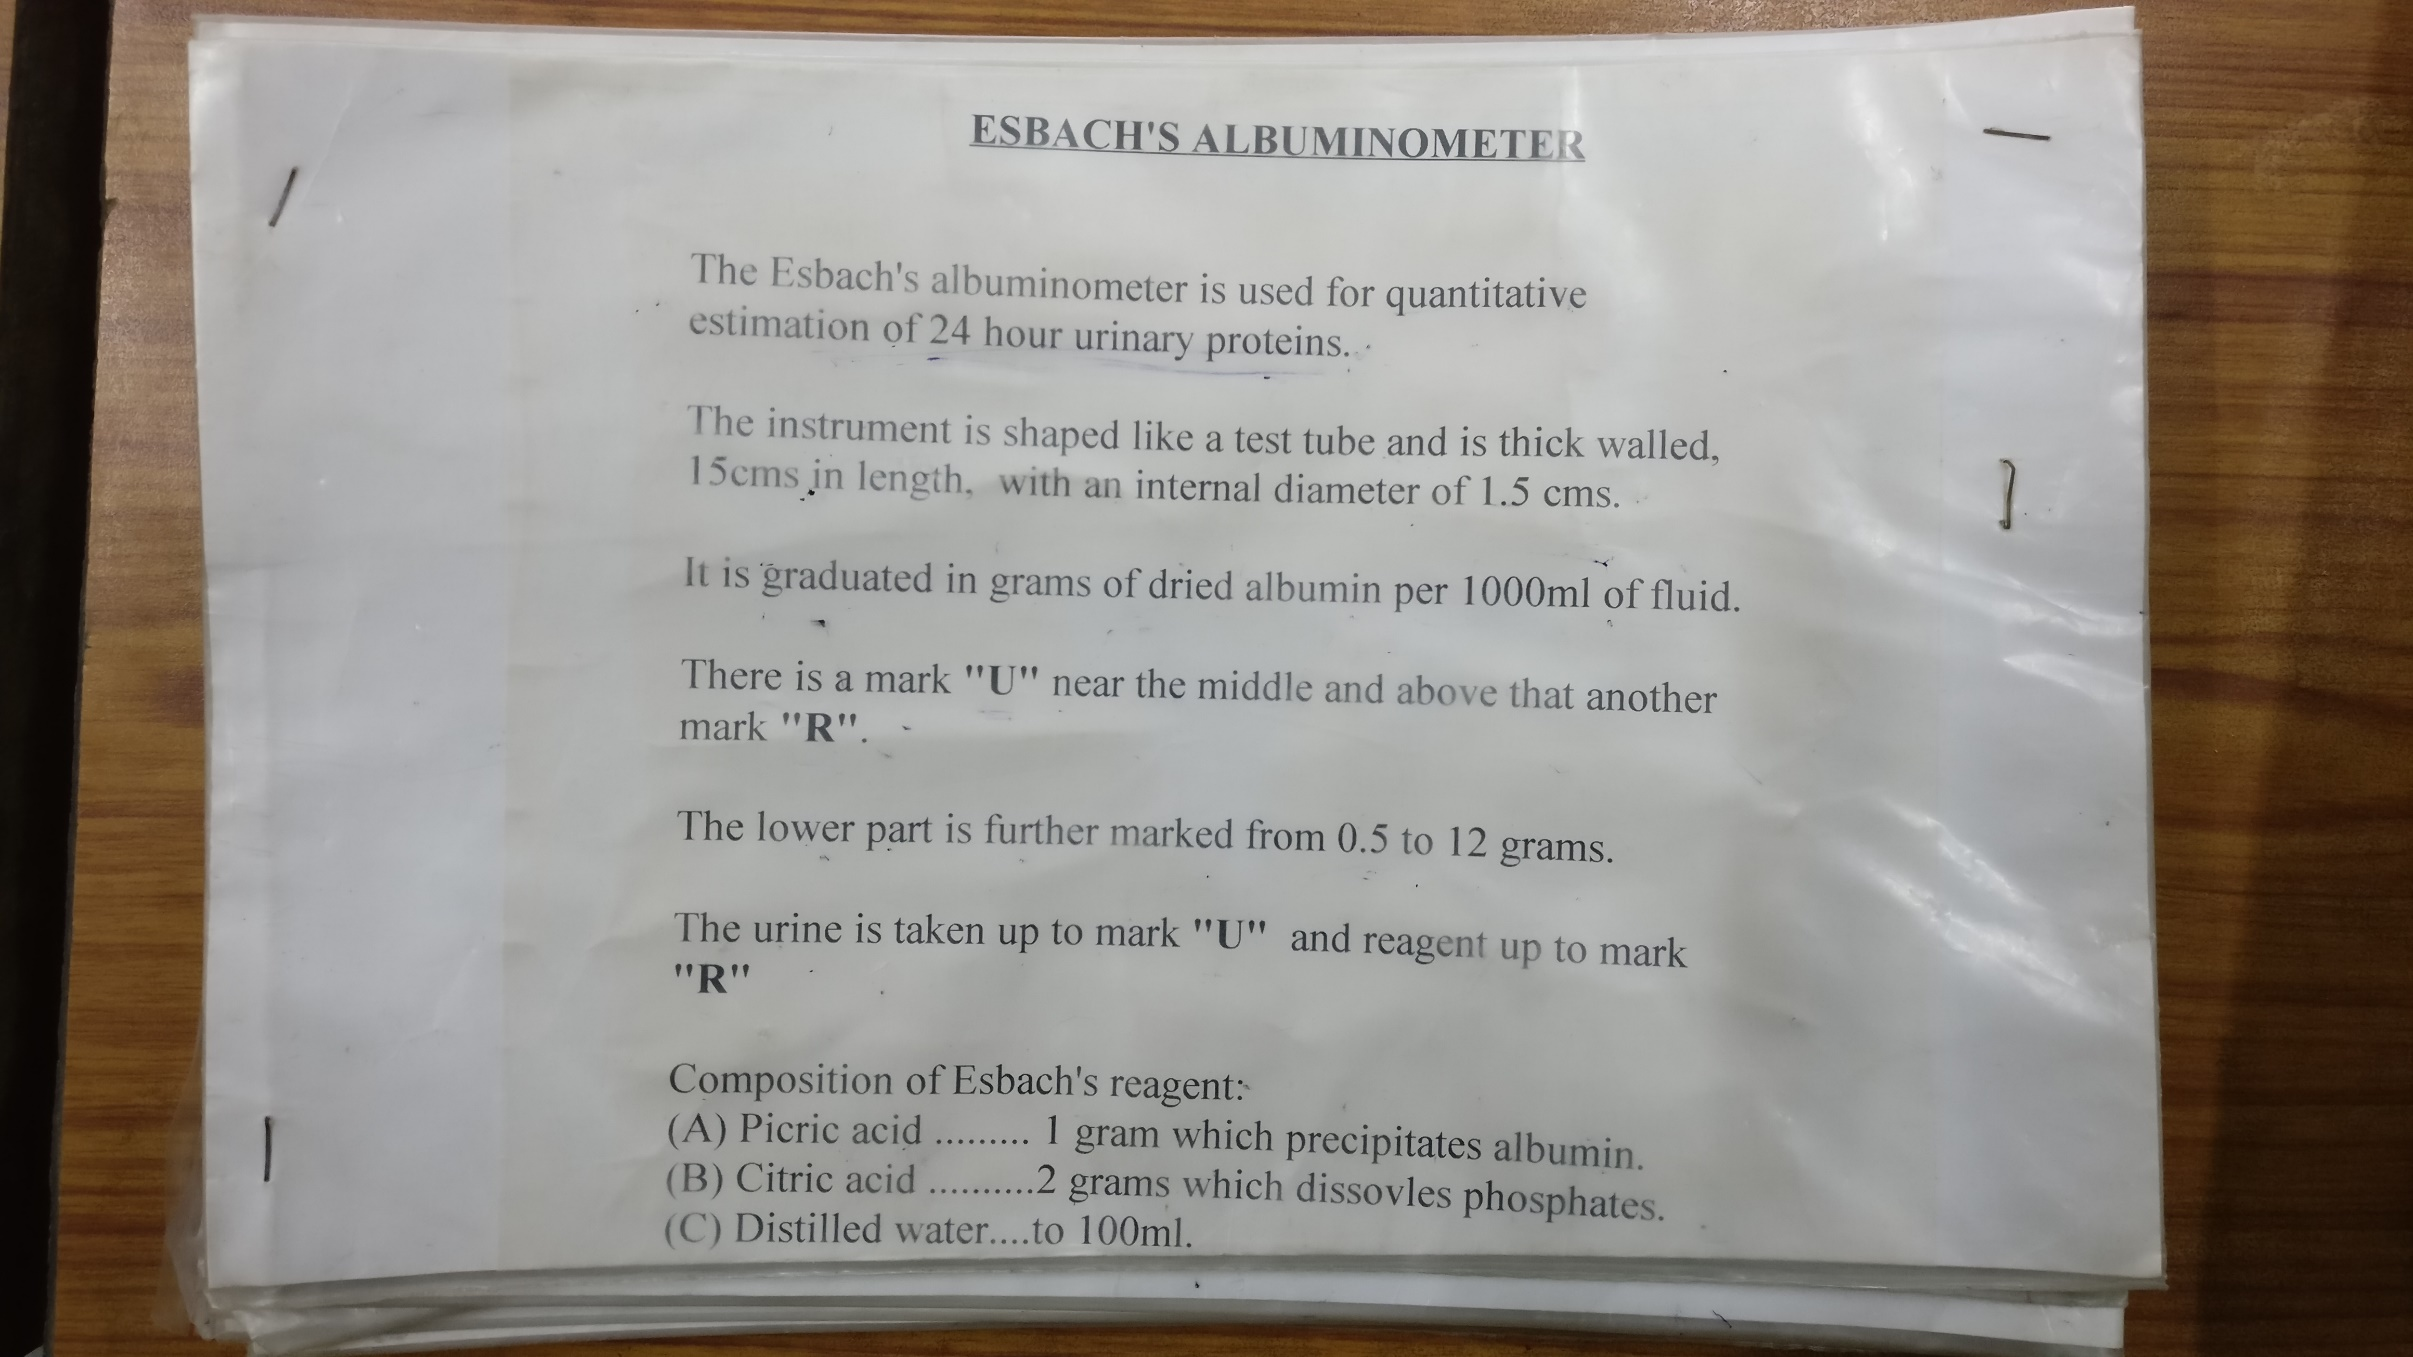 ESBACH'S ALBUMINOMETER
The Esbach's albuminometer is used for quantitative
estimation of 24 hour urinary proteins.
The instrument is shaped like a test tube and is thick walled,
15cms in length, with an internal diameter of 1.5 cms.
It is graduated in grams of dried albumin per 1000ml of fluid.
There is a mark "U" near the middle and above that another
mark "R".
The lower part is further marked from 0.5 to 12 grams.
The urine is taken up to mark "U" and reagent up to mark
"R"
Composition of Esbach's reagent:
(A) Picric acid ......... 1 gram which precipitates albumin.
(B) Citric acid ..........2 grams which dissovles phosphates.
(C) Distilled water....to 100ml.